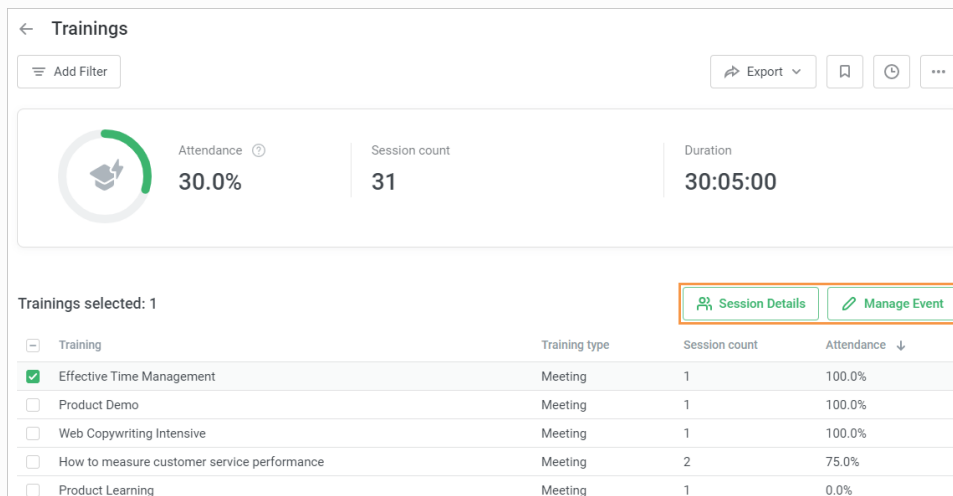 ← Trainings
Add Filter Export ...
Attendance ? Session count Duration
30.0% 31 30:05:00
Trainings selected: 1 Session Details Manage Event
Training Training type Session count Attendance ↓
Effective Time Management Meeting 1 100.0%
Product Demo Meeting 1 100.0%
Web Copywriting Intensive Meeting 1 100.0%
How to measure customer service performance Meeting 2 75.0%
Product Learning Meeting 1 0.0%